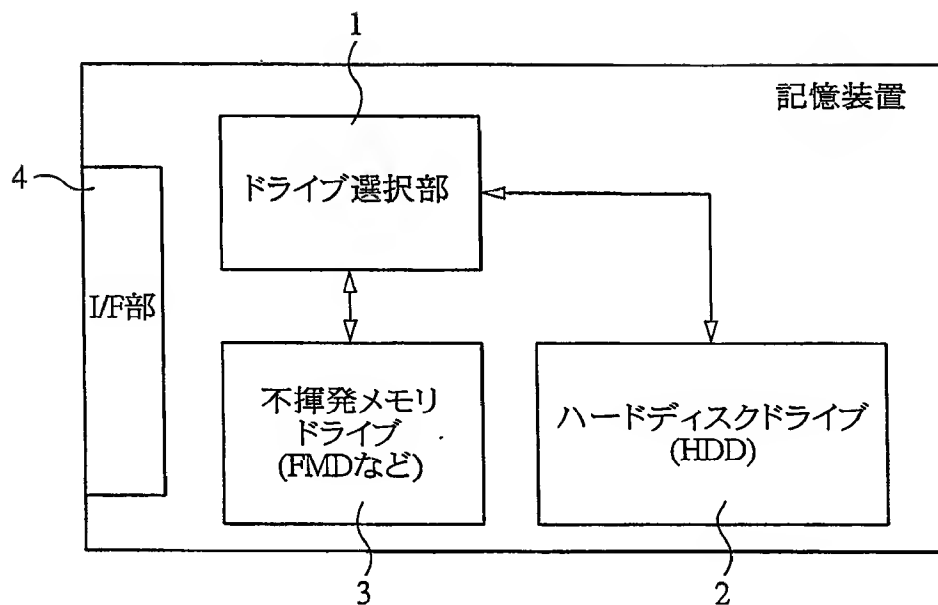 1
記憶装置
4
ドライブ選択部
I/F部
不揮発メモリ
ドライブ
(FMDなど)
ハードディスクドライブ
(HDD)
3
2